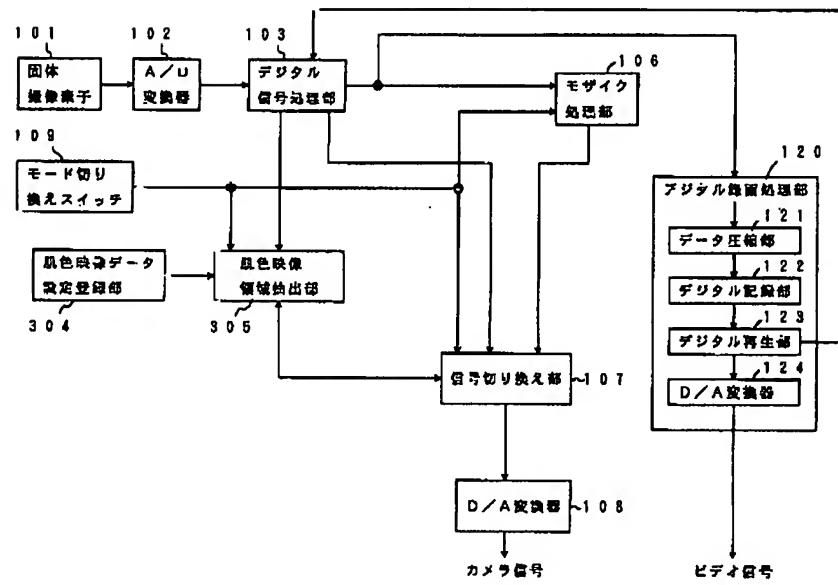 101
固体
撮像素子
102
A/D
変換器
103
デジタル
信号処理部
106
モザイク
処理部
109
モード切り
換えスイッチ
120
デジタル録画処理部
121
データ圧縮部
122
デジタル記録部
123
デジタル再生部
124
D/A変換器
肌色映像データ
設定登録部
304
肌色映像
領域抽出部
305
信号切り換え部
107
D/A変換器
108
カメラ信号
ビデオ信号